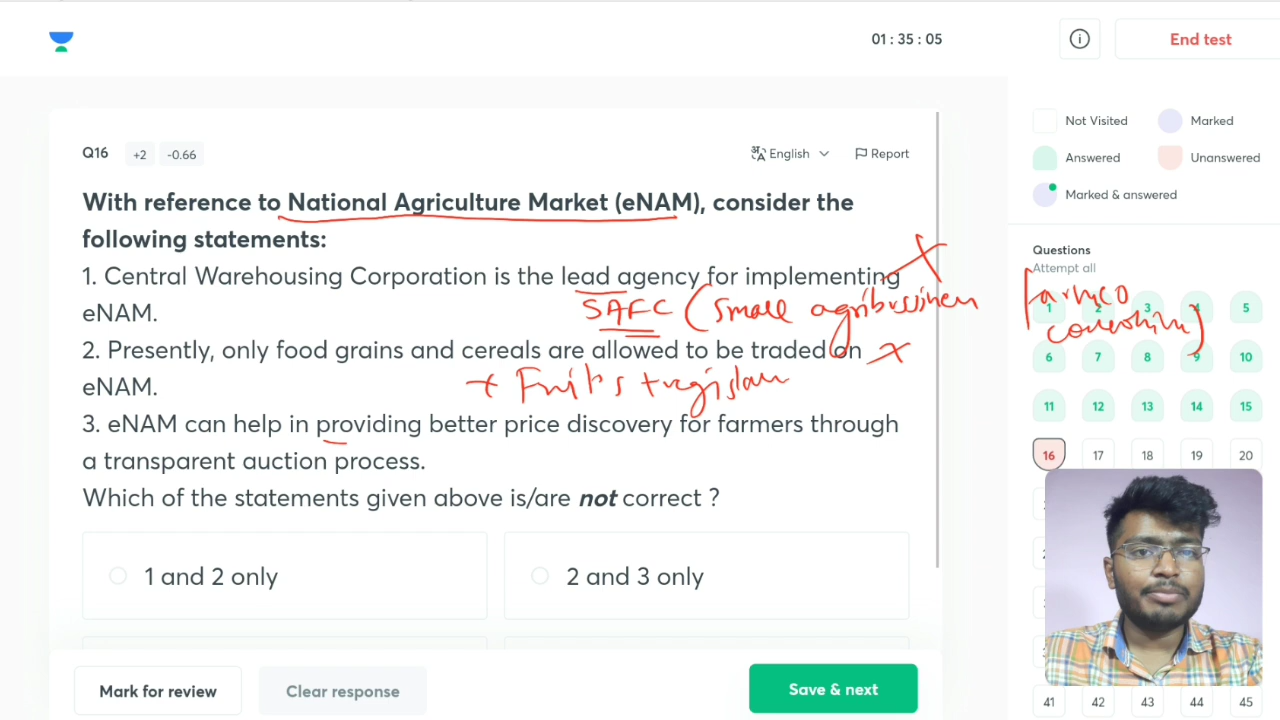 01 : 35 : 05
End test
Not Visited
Marked
Answered
Unanswered
Marked & answered
Q16
+2
-0.66
English
Report
With reference to National Agriculture Market (eNAM), consider the
following statements:
1. Central Warehousing Corporation is the lead agency for implementing
eNAM.
SAFC (Small agribussiness
2. Presently, only food grains and cereals are allowed to be traded on
eNAM.
+ Fruits +
3. eNAM can help in providing better price discovery for farmers through
a transparent auction process.
Which of the statements given above is/are not correct ?
1 and 2 only
2 and 3 only
Mark for review
Clear response
Save & next
Questions
Attempt all
1 2 3 4 5
6 7 8 9 10
11 12 13 14 15
16 17 18 19 20
41 42 43 44 45